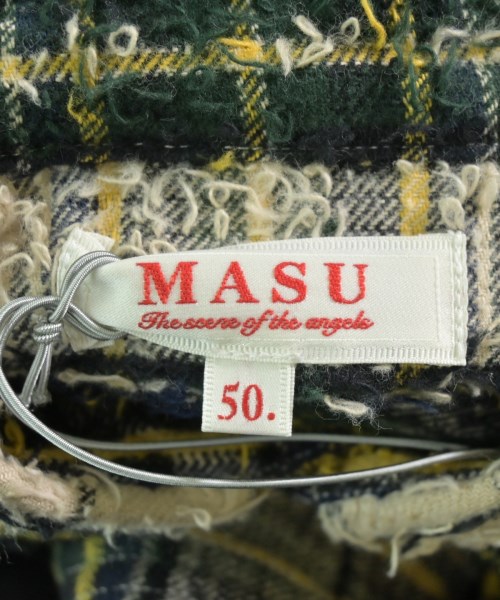 MASU
The scene of the angels
50.